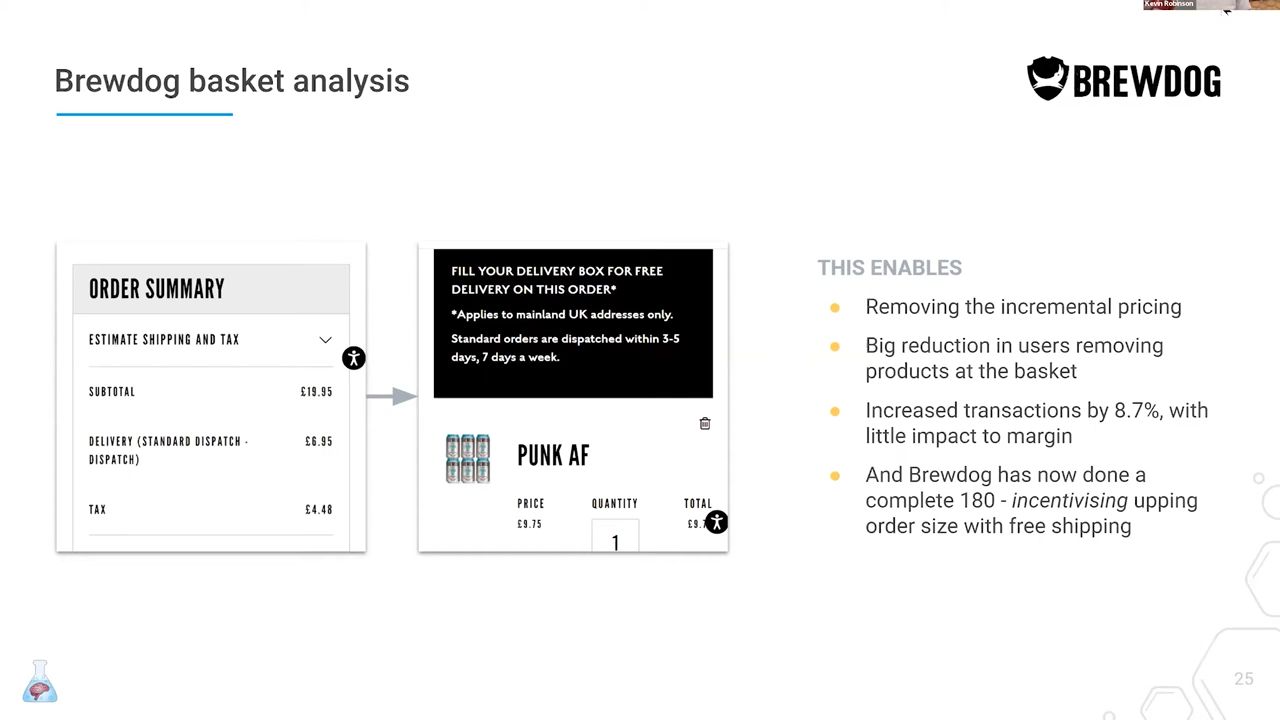 Kevin Robinson
Brewdog basket analysis
BREWDOG
ORDER SUMMARY
ESTIMATE SHIPPING AND TAX
SUBTOTAL £19.95
DELIVERY (STANDARD DISPATCH - £6.95
DISPATCH)
TAX £4.48
FILL YOUR DELIVERY BOX FOR FREE
DELIVERY ON THIS ORDER*
*Applies to mainland UK addresses only.
Standard orders are dispatched within 3-5
days, 7 days a week.
PUNK AF
PRICE QUANTITY TOTAL
£9.75 £9.7
1
THIS ENABLES
Removing the incremental pricing
Big reduction in users removing
products at the basket
Increased transactions by 8.7%, with
little impact to margin
And Brewdog has now done a
complete 180 - incentivising upping
order size with free shipping
25